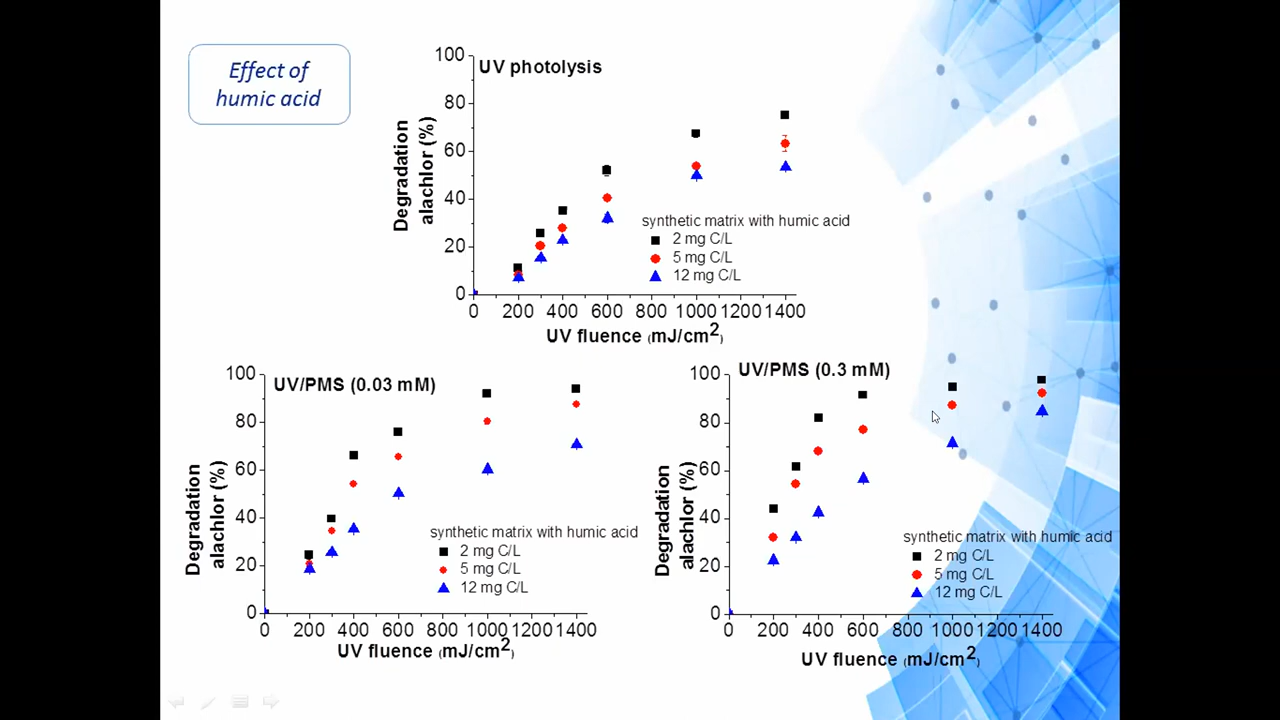 Effect of
humic acid
UV photolysis
Degradation
alachlor (%)
100
80
60
40
20
0
synthetic matrix with humic acid
2 mg C/L
5 mg C/L
12 mg C/L
0 200 400 600 800 1000 1200 1400
UV fluence (mJ/cm²)
UV/PMS (0.03 mM)
Degradation
alachlor (%)
100
80
60
40
20
0
synthetic matrix with humic acid
2 mg C/L
5 mg C/L
12 mg C/L
0 200 400 600 800 1000 1200 1400
UV fluence (mJ/cm²)
UV/PMS (0.3 mM)
Degradation
alachlor (%)
100
80
60
40
20
0
synthetic matrix with humic acid
2 mg C/L
5 mg C/L
12 mg C/L
0 200 400 600 800 1000 1200 1400
UV fluence (mJ/cm²)